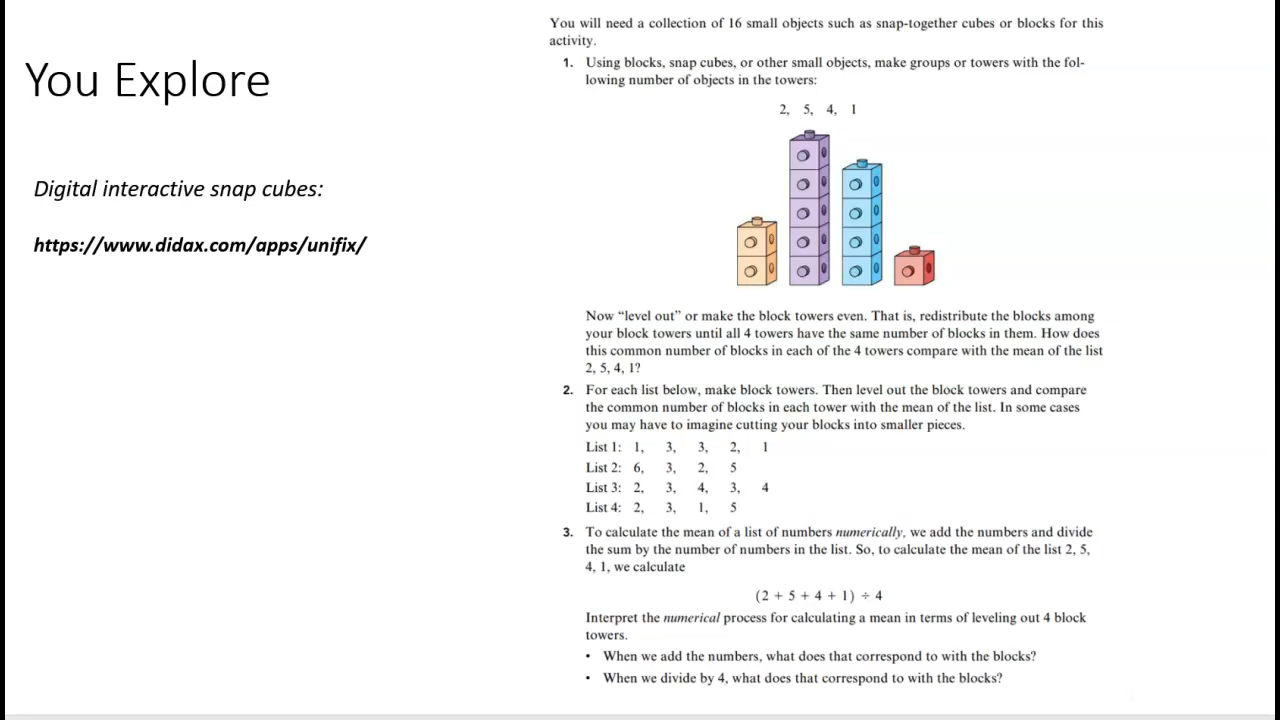 You Explore
Digital interactive snap cubes:
https://www.didax.com/apps/unifix/
You will need a collection of 16 small objects such as snap-together cubes or blocks for this
activity.
1. Using blocks, snap cubes, or other small objects, make groups or towers with the fol-
lowing number of objects in the towers:
2, 5, 4, 1
Now “level out” or make the block towers even. That is, redistribute the blocks among
your block towers until all 4 towers have the same number of blocks in them. How does
this common number of blocks in each of the 4 towers compare with the mean of the list
2, 5, 4, 1?
2. For each list below, make block towers. Then level out the block towers and compare
the common number of blocks in each tower with the mean of the list. In some cases
you may have to imagine cutting your blocks into smaller pieces.
List 1: 1, 3, 3, 2, 1
List 2: 6, 3, 2, 5
List 3: 2, 3, 4, 3, 4
List 4: 2, 3, 1, 5
3. To calculate the mean of a list of numbers numerically, we add the numbers and divide
the sum by the number of numbers in the list. So, to calculate the mean of the list 2, 5,
4, 1, we calculate
(2 + 5 + 4 + 1) ÷ 4
Interpret the numerical process for calculating a mean in terms of leveling out 4 block
towers.
• When we add the numbers, what does that correspond to with the blocks?
• When we divide by 4, what does that correspond to with the blocks?